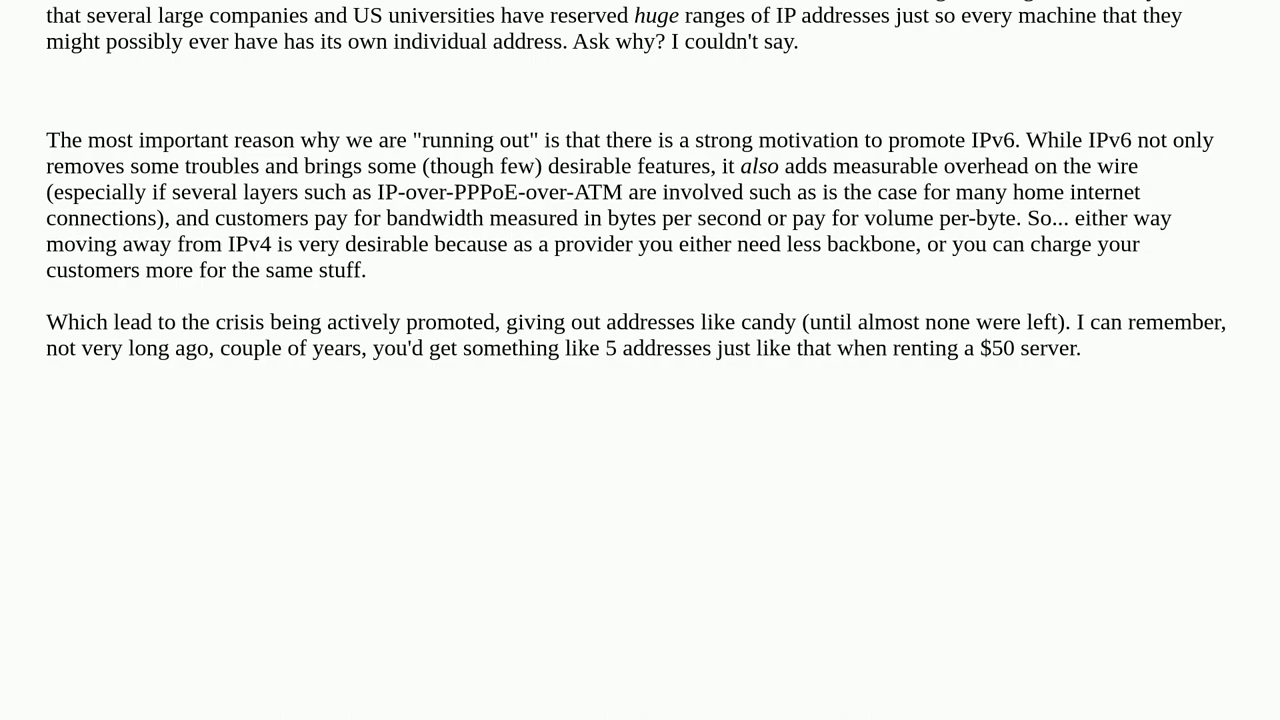 that several large companies and US universities have reserved huge ranges of IP addresses just so every machine that they
might possibly ever have has its own individual address. Ask why? I couldn't say.
The most important reason why we are "running out" is that there is a strong motivation to promote IPv6. While IPv6 not only
removes some troubles and brings some (though few) desirable features, it also adds measurable overhead on the wire
(especially if several layers such as IP-over-PPPoE-over-ATM are involved such as is the case for many home internet
connections), and customers pay for bandwidth measured in bytes per second or pay for volume per-byte. So... either way
moving away from IPv4 is very desirable because as a provider you either need less backbone, or you can charge your
customers more for the same stuff.
Which lead to the crisis being actively promoted, giving out addresses like candy (until almost none were left). I can remember,
not very long ago, couple of years, you'd get something like 5 addresses just like that when renting a $50 server.